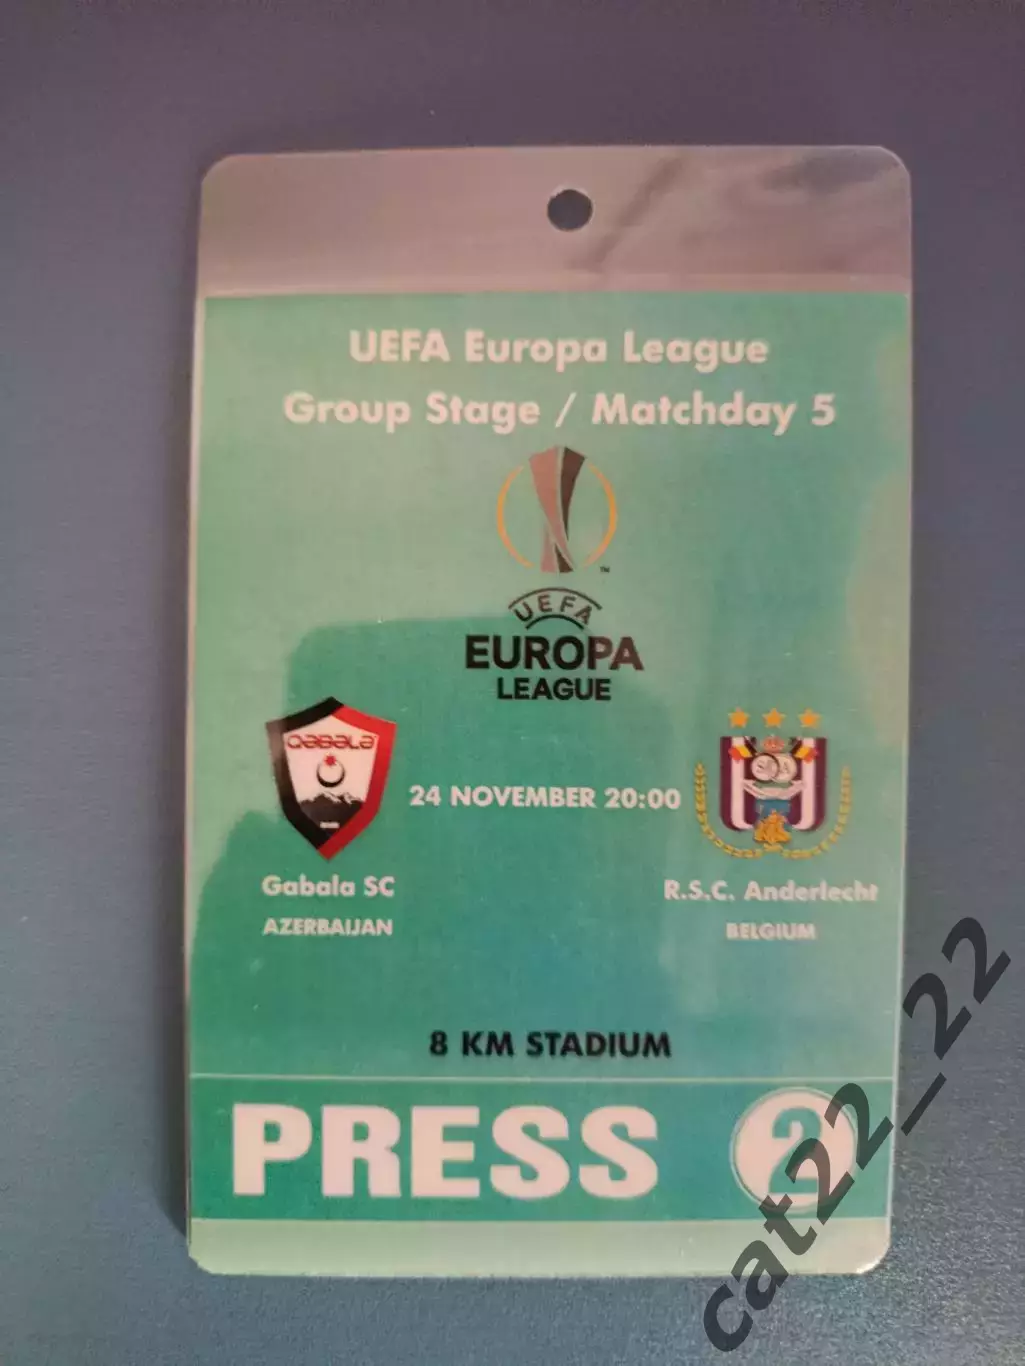 UEFA Europa League
Group Stage / Matchday 5
TM
UEFA
EUROPA
LEAGUE
QƏBƏLƏ
24 NOVEMBER 20:00
Gabala SC
R.S.C. Anderlecht
AZERBAIJAN
BELGIUM
8 KM STADIUM
PRESS 2
cat22_22